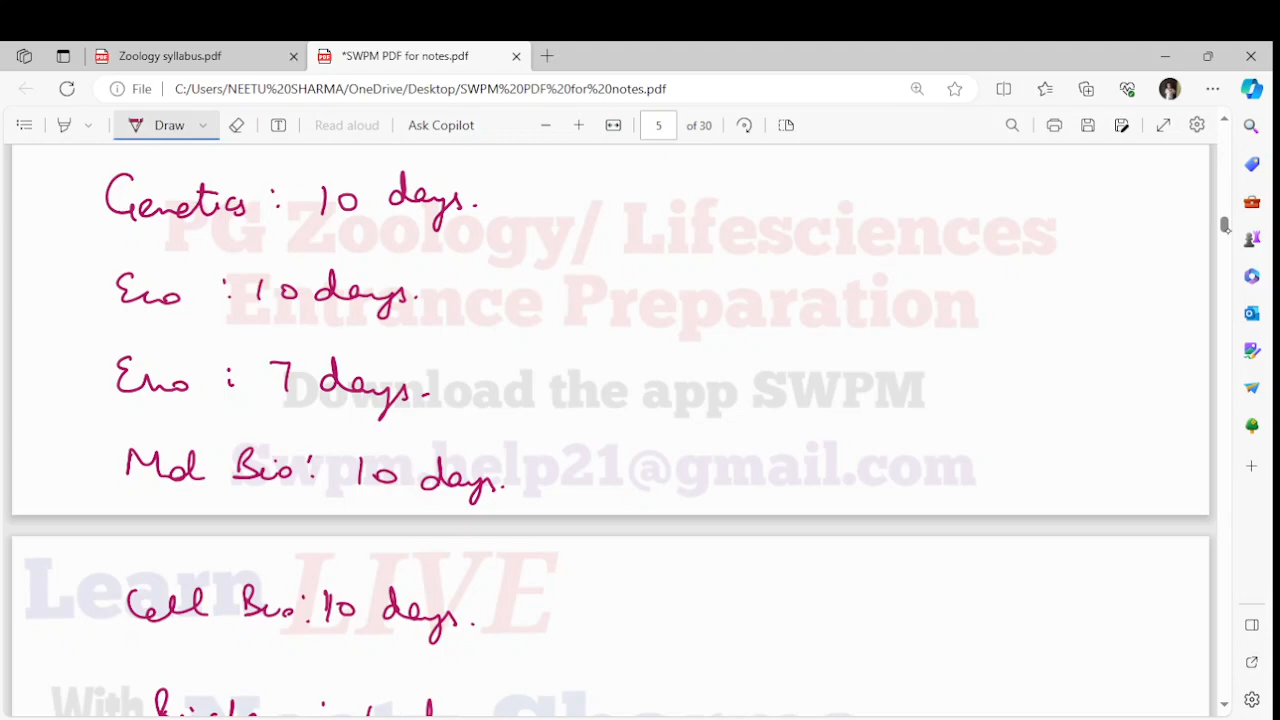 Zoology syllabus.pdf
*SWPM PDF for notes.pdf
File
C:/Users/NEETU%20SHARMA/OneDrive/Desktop/SWPM%20PDF%20for%20notes.pdf
Draw
Read aloud
Ask Copilot
5 of 30
Genetics : 10 days.
PG Zoology/ Lifesciences
Entrance Preparation
Download the app SWPM
Swpm.help21@gmail.com
Evo : 10 days.
: 7 days.
Mol Bio : 10 days.
Learn LIVE
Cell Bio : 10 days.
With